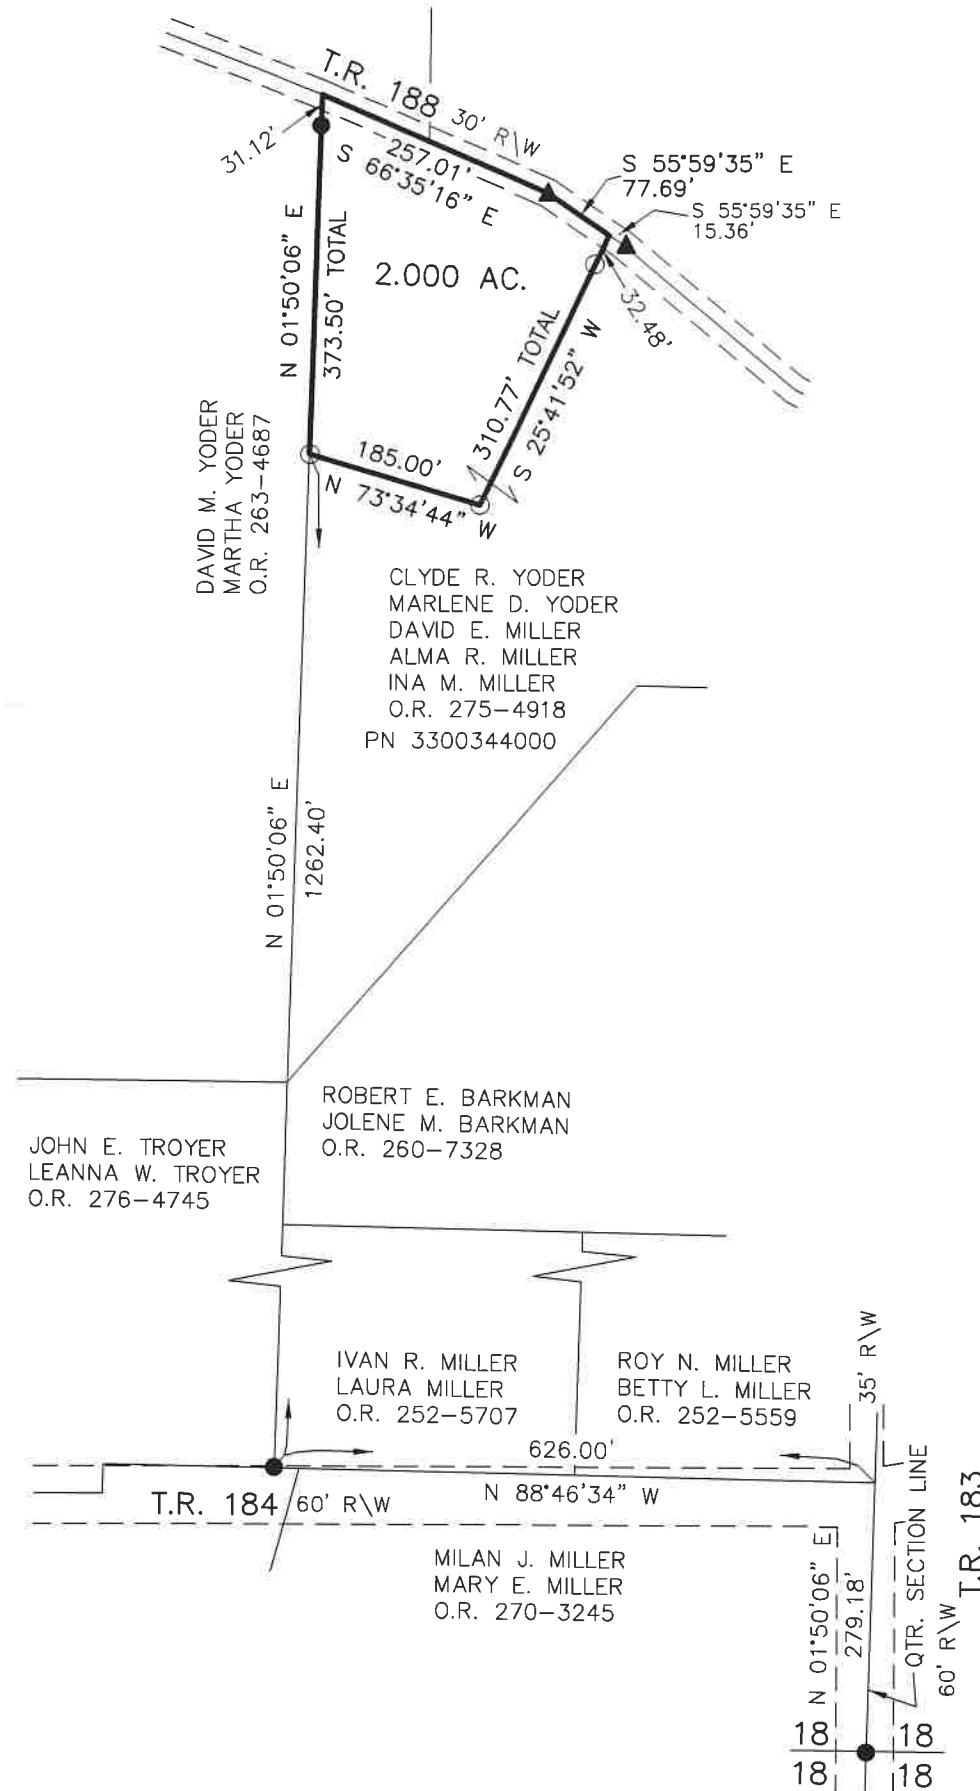 T.R. 188 30' R\W
31.12'
257.01'
S 66°35'16" E
S 55°59'35" E
77.69'
S 55°59'35" E
15.36'
2.000 AC.
N 01°50'06" E
373.50' TOTAL
32.48'
310.77' TOTAL
S 25°41'52" W
185.00'
N 73°34'44" W
DAVID M. YODER
MARTHA YODER
O.R. 263-4687
CLYDE R. YODER
MARLENE D. YODER
DAVID E. MILLER
ALMA R. MILLER
INA M. MILLER
O.R. 275-4918
PN 3300344000
N 01°50'06" E
1262.40'
ROBERT E. BARKMAN
JOLENE M. BARKMAN
O.R. 260-7328
JOHN E. TROYER
LEANNA W. TROYER
O.R. 276-4745
IVAN R. MILLER
LAURA MILLER
O.R. 252-5707
ROY N. MILLER
BETTY L. MILLER
O.R. 252-5559
35' R\W
626.00'
N 88°46'34" W
T.R. 184 60' R\W
MILAN J. MILLER
MARY E. MILLER
O.R. 270-3245
N 01°50'06" E
279.18'
QTR. SECTION LINE
60' R\W
T.R. 183
18 18
18 18